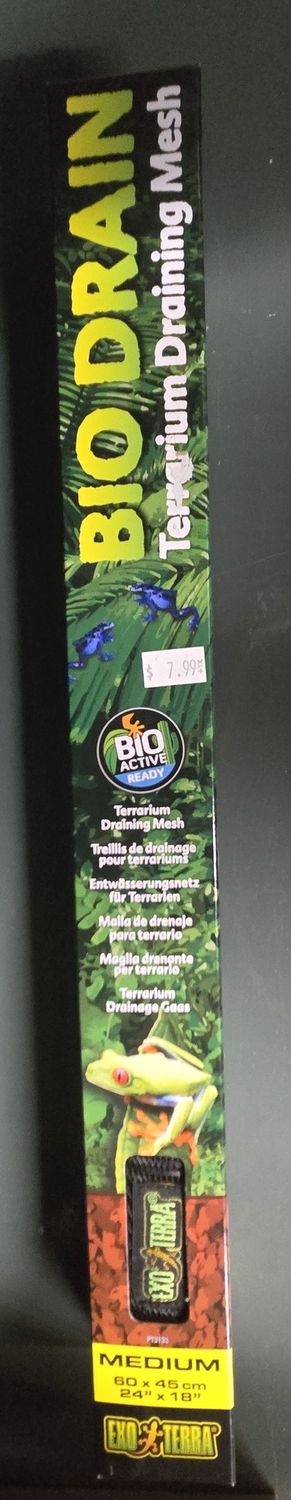 BIO DRAIN
Terrarium Draining Mesh
$ 7.99
BIO
ACTIVE
READY
Terrarium
Draining Mesh
Treillis de drainage
pour terrariums
Entwässerungsnetz
für Terrarien
Malla de drenaje
para terrario
Maglia drenante
per terrario
Terrarium
Drainage Gaas
EXO TERRA®
PT3133
MEDIUM
60 x 45 cm
24" x 18"
EXO TERRA®